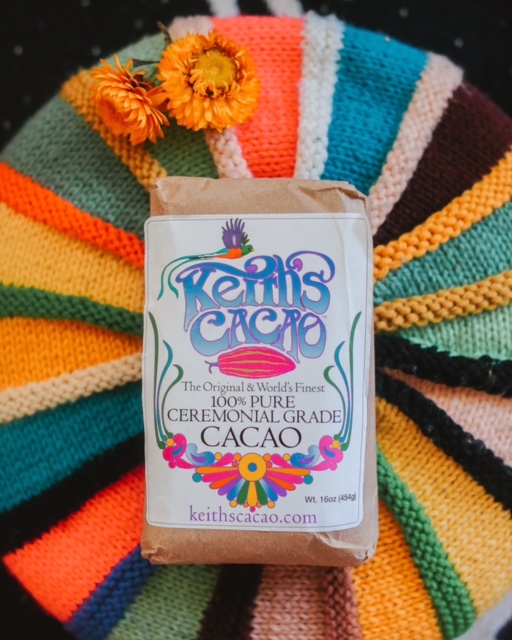 Keith's
CACAO
The Original & World's Finest
100% PURE
CEREMONIAL GRADE
CACAO
Wt. 16oz (454g)
keithscacao.com